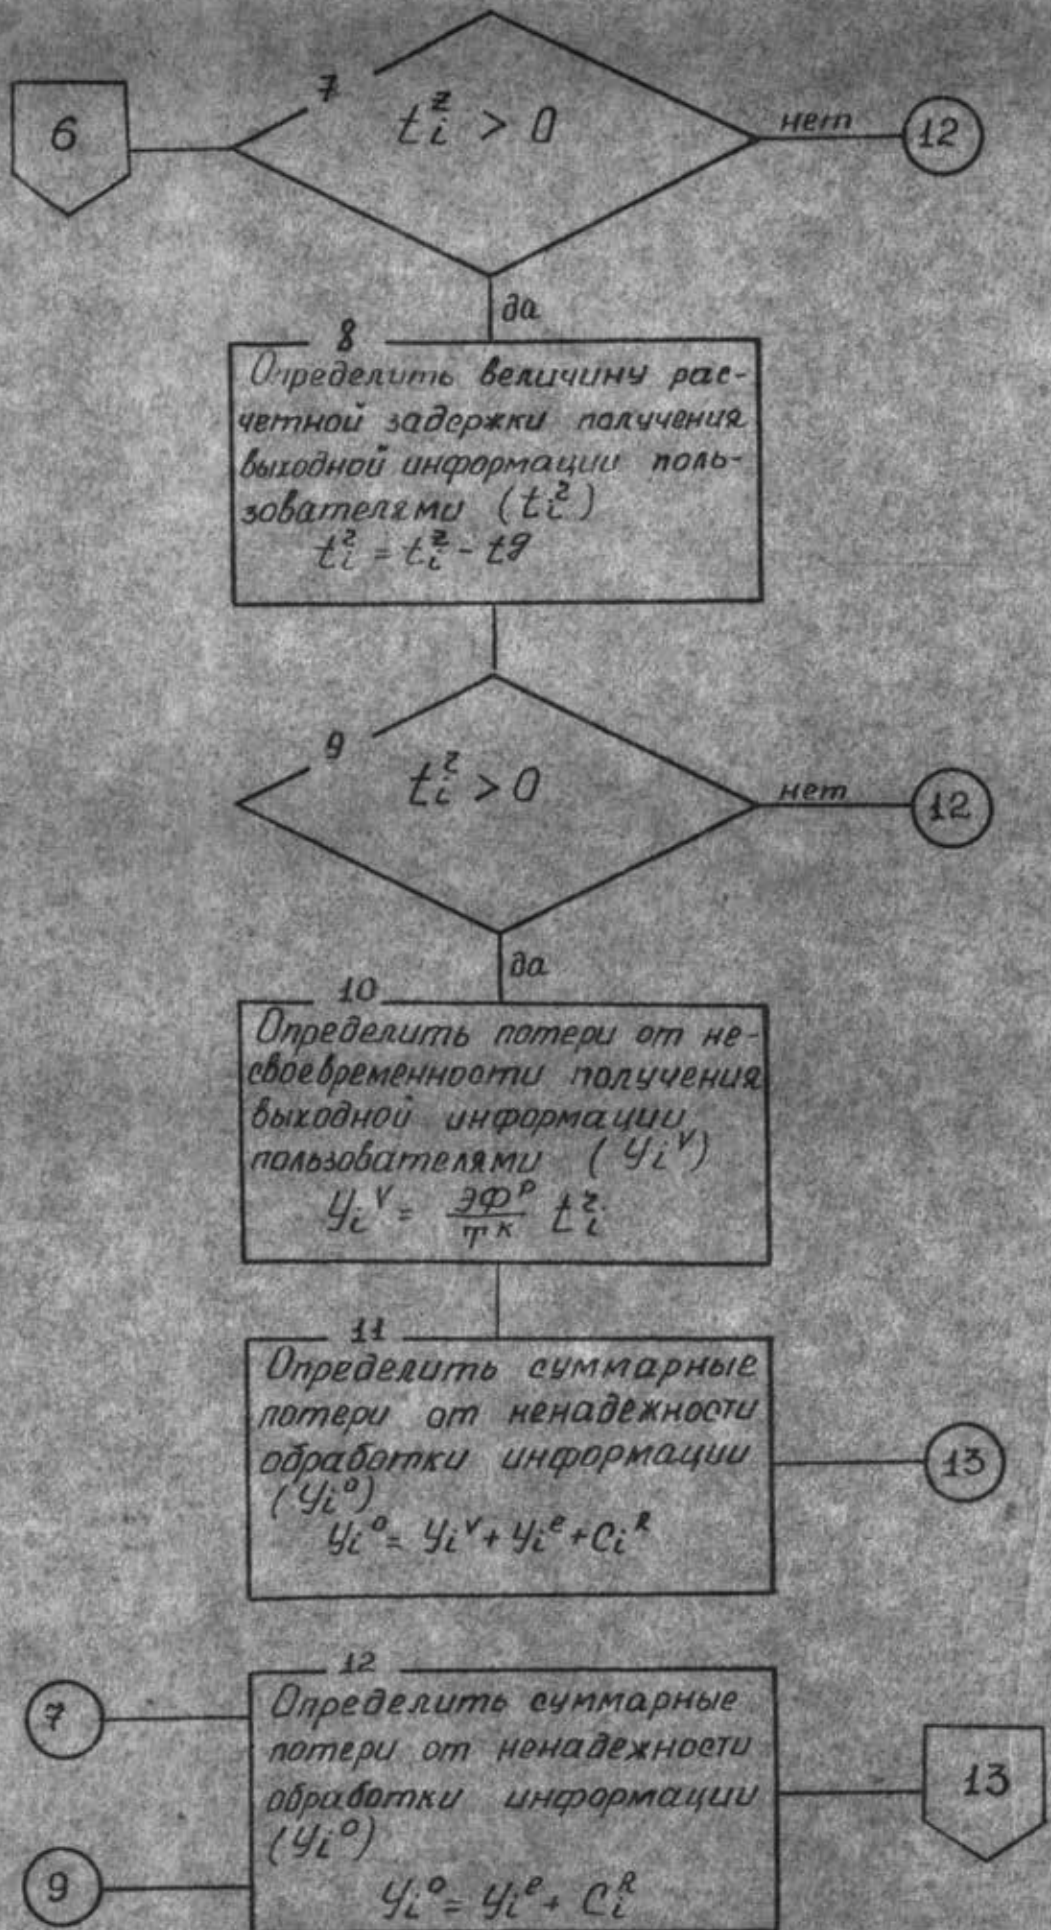 7
6
t_i^z > 0
нет
12
да
8
Определить величину рас-
четной задержки получения
выходной информации поль-
зователями (t_i^r)
t_i^r = t_i^z - tg
9
t_i^r > 0
нет
12
да
10
Определить потери от не-
своевременности получения
выходной информации
пользователями (У_i^v)
У_i^v = ЭФ^р / Т^к t_i^r
11
Определить суммарные
потери от ненадежности
обработки информации
(У_i^o)
У_i^o = У_i^v + У_i^e + C_i^R
13
12
Определить суммарные
потери от ненадежности
обработки информации
(У_i^o)
У_i^o = У_i^e + C_i^R
7
9
13